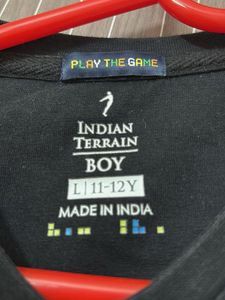 PLAY THE GAME
INDIAN
TERRAIN
BOY
L | 11-12Y
MADE IN INDIA